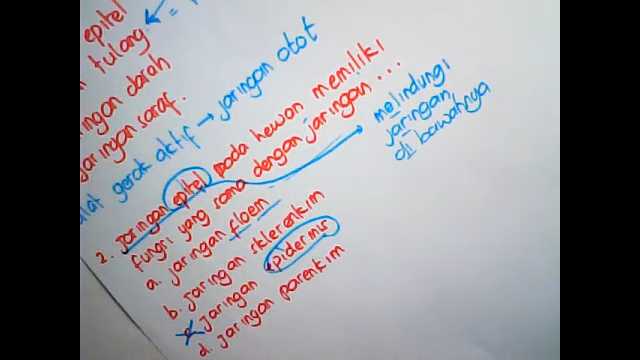 epitel
tulang
jaringan darah
jaringan saraf.
alat gerak aktif → jaringan otot
2. jaringan epitel pada hewan memiliki
fungsi yang sama dengan jaringan ...
a. jaringan floem
b. jaringan sklerenkim
c. jaringan epidermis
d. jaringan parenkim
melindungi
jaringan
di bawahnya